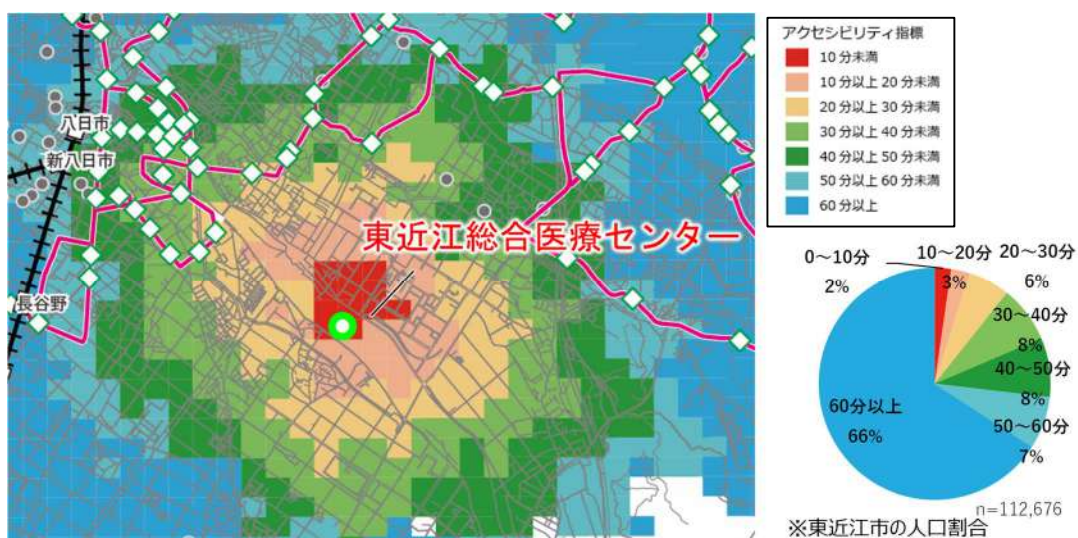 八日市
新八日市
長谷野
東近江総合医療センター
アクセシビリティ指標
10分未満
10分以上20分未満
20分以上30分未満
30分以上40分未満
40分以上50分未満
50分以上60分未満
60分以上
0～10分
2%
10～20分
3%
20～30分
6%
30～40分
8%
40～50分
8%
50～60分
7%
60分以上
66%
n=112,676
※東近江市の人口割合